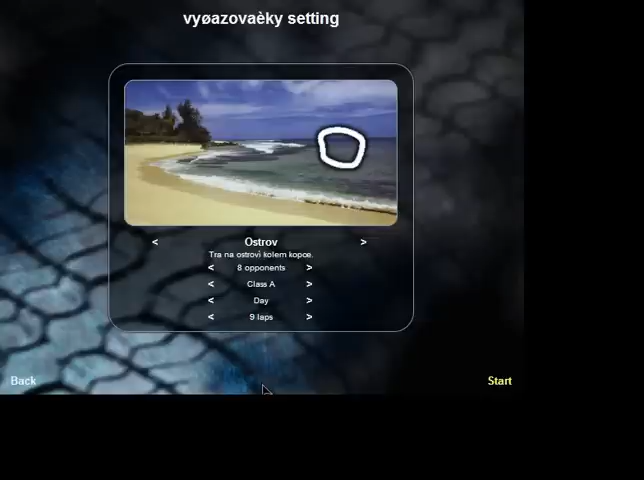 vyøazovaèky setting
< Ostrov >
Tra na ostrovì kolem kopce.
< 8 opponents >
< Class A >
< Day >
< 9 laps >
Back
Start